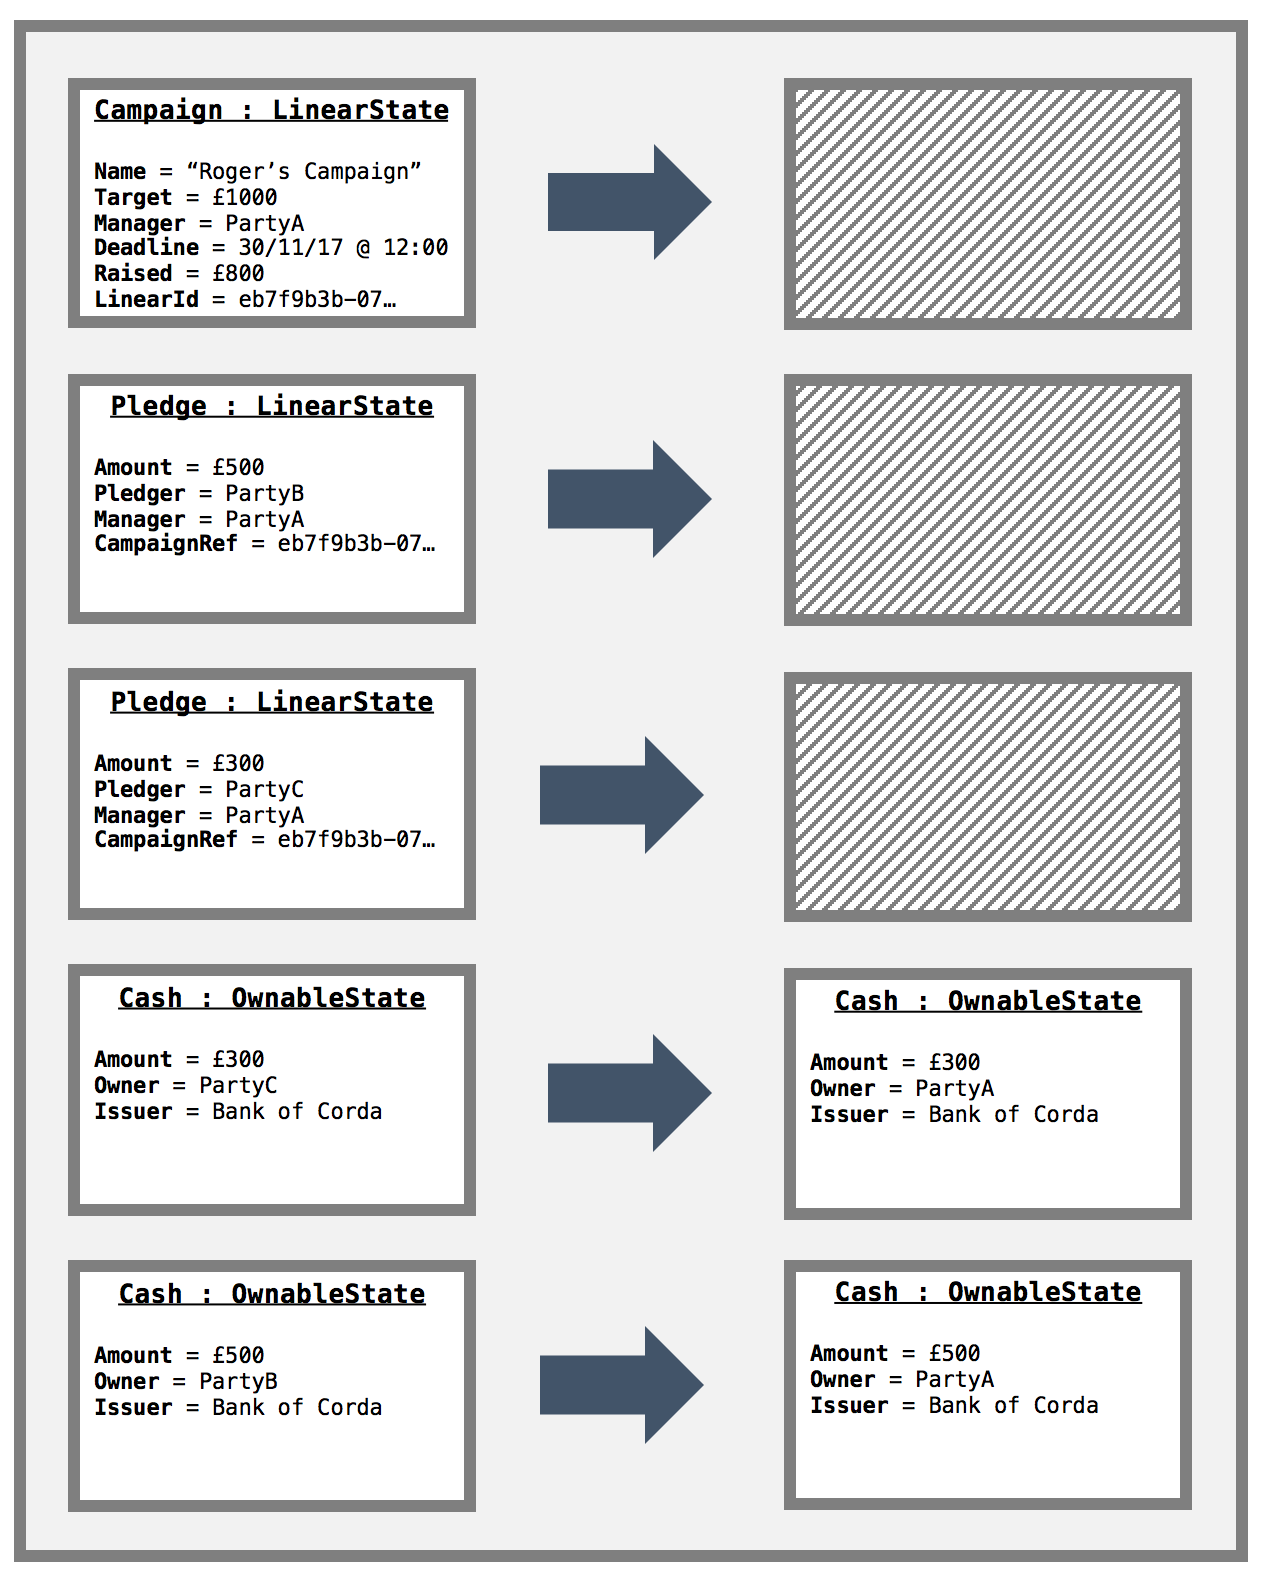 Campaign : LinearState
Name = “Roger’s Campaign”
Target = £1000
Manager = PartyA
Deadline = 30/11/17 @ 12:00
Raised = £800
LinearId = eb7f9b3b-07…
Pledge : LinearState
Amount = £500
Pledger = PartyB
Manager = PartyA
CampaignRef = eb7f9b3b-07…
Pledge : LinearState
Amount = £300
Pledger = PartyC
Manager = PartyA
CampaignRef = eb7f9b3b-07…
Cash : OwnableState
Amount = £300
Owner = PartyC
Issuer = Bank of Corda
Cash : OwnableState
Amount = £300
Owner = PartyA
Issuer = Bank of Corda
Cash : OwnableState
Amount = £500
Owner = PartyB
Issuer = Bank of Corda
Cash : OwnableState
Amount = £500
Owner = PartyA
Issuer = Bank of Corda